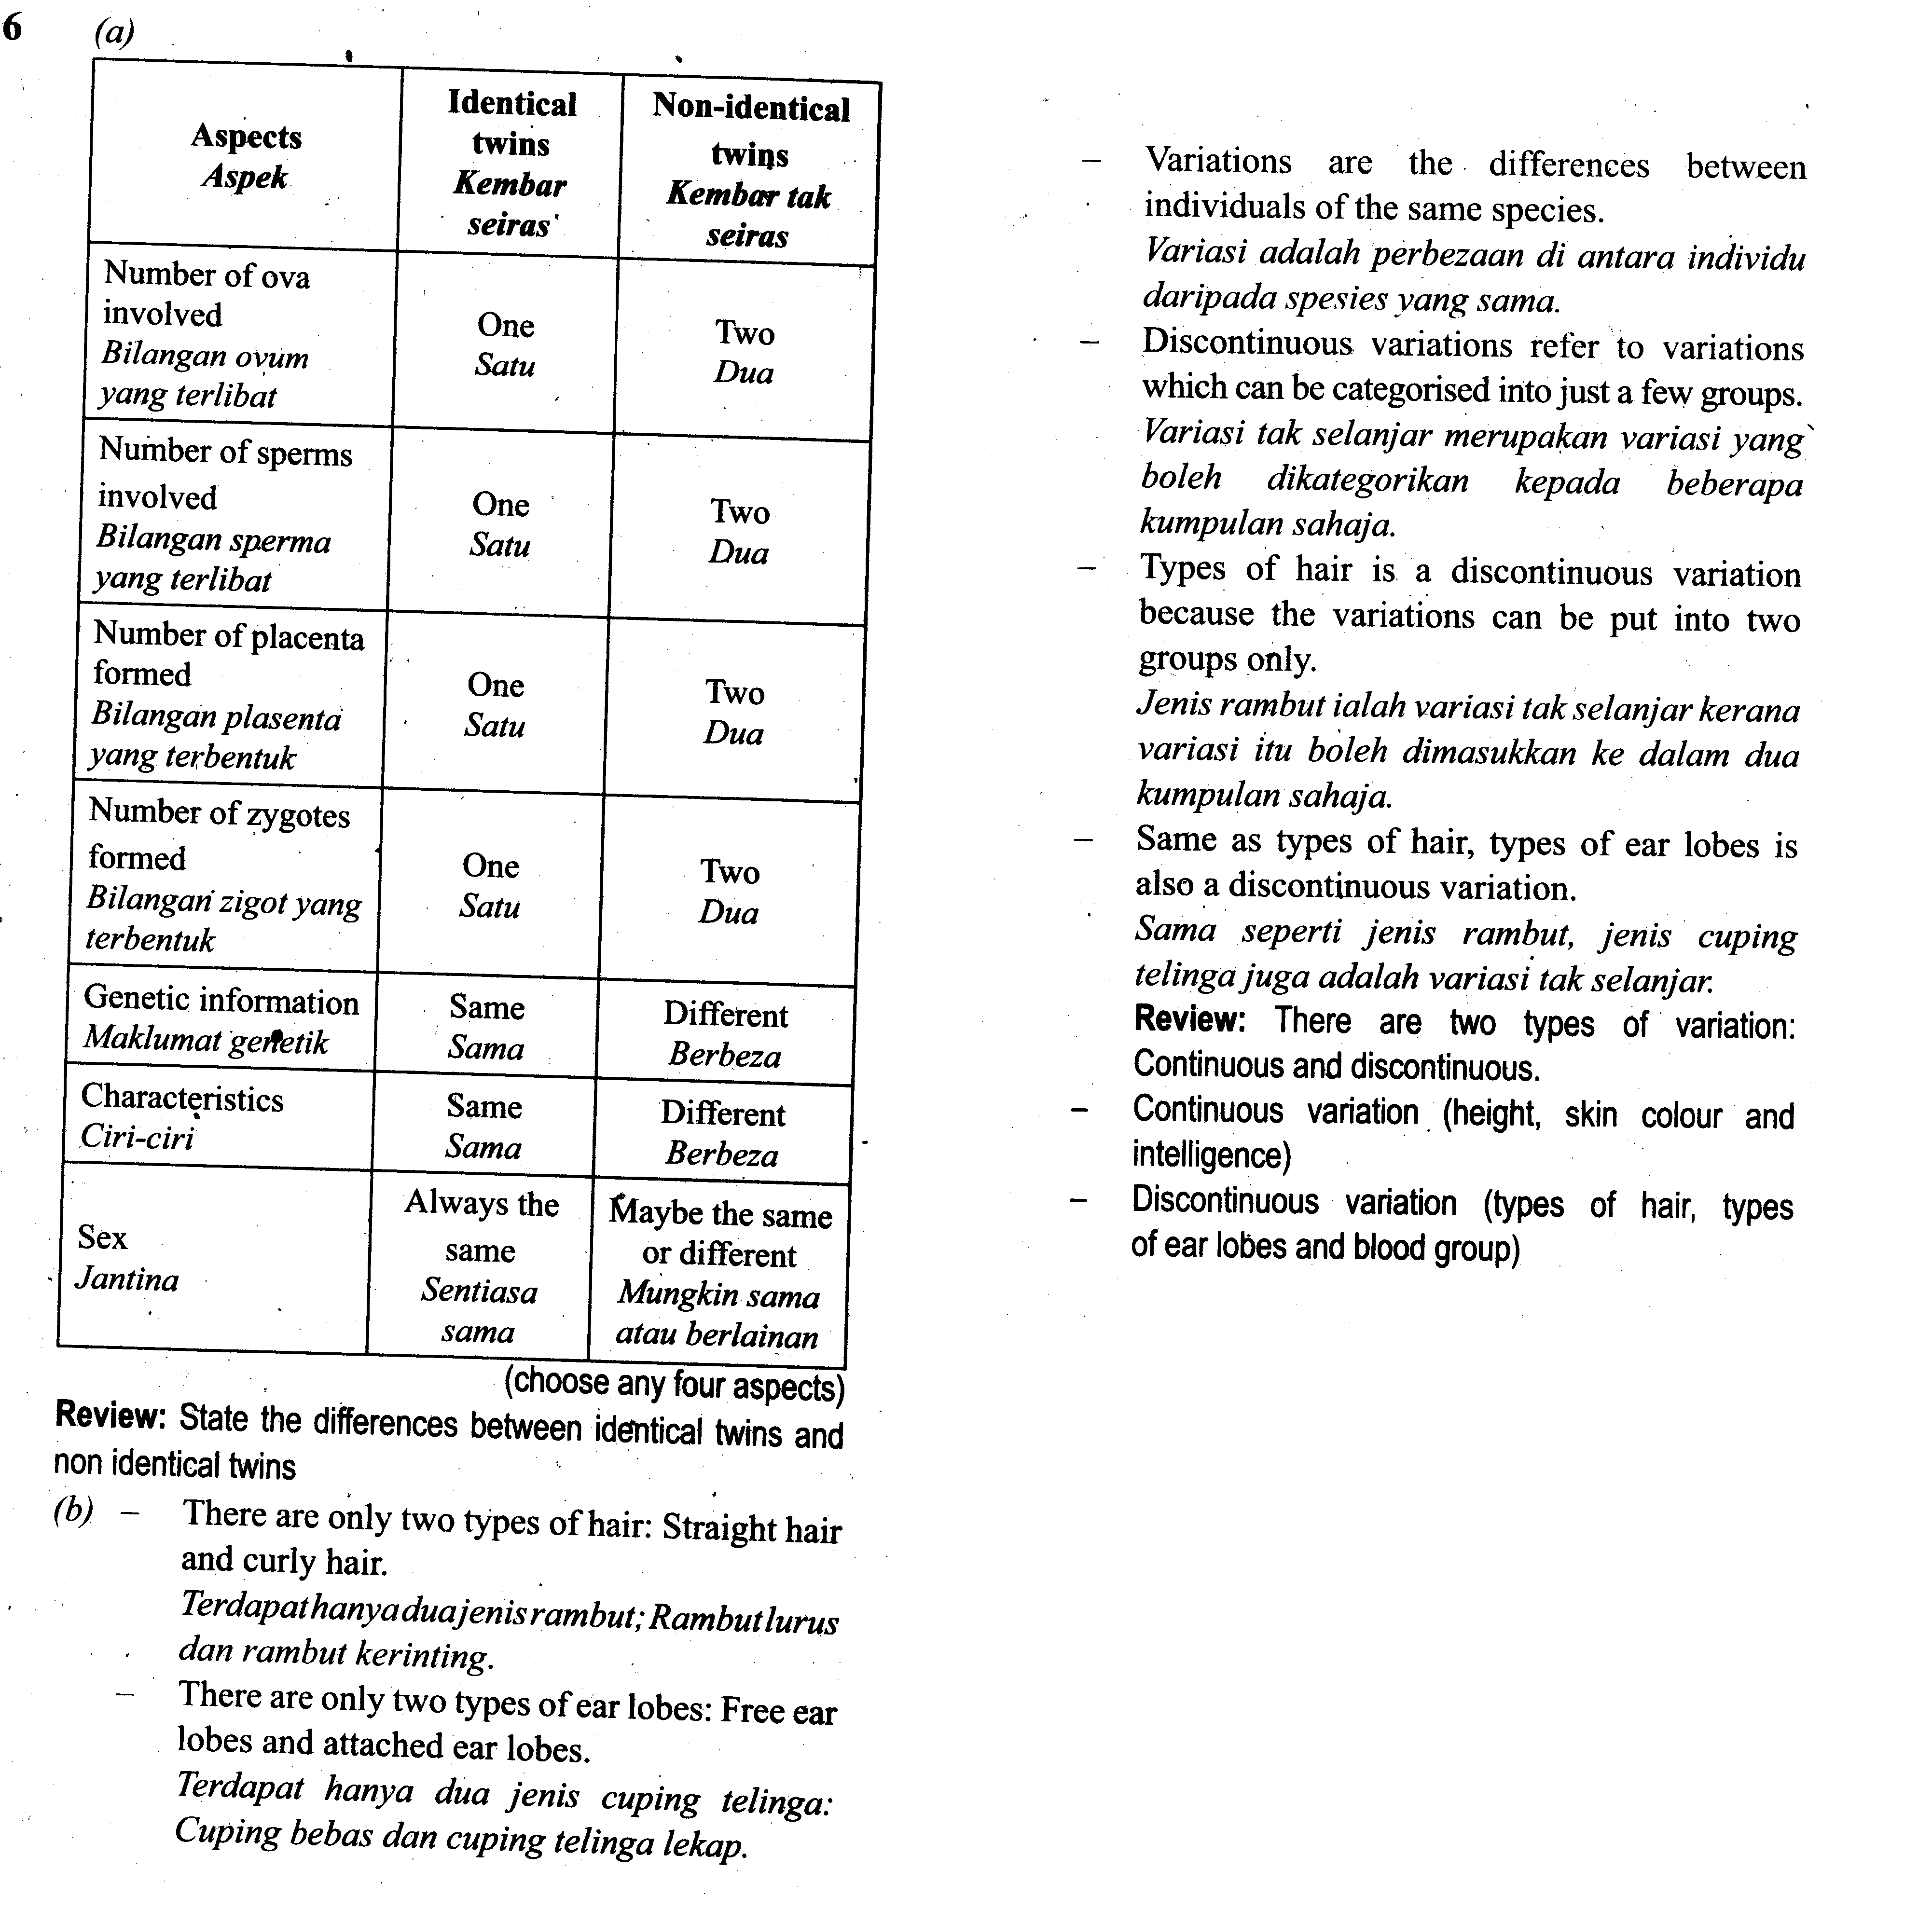 6 (a)
Aspects
Aspek
Identical
twins
Kembar
seiras
Non-identical
twins
Kembar tak
seiras
Number of ova
involved
Bilangan ovum
yang terlibat
One
Satu
Two
Dua
Number of sperms
involved
Bilangan sperma
yang terlibat
One
Satu
Two
Dua
Number of placenta
formed
Bilangan plasenta
yang terbentuk
One
Satu
Two
Dua
Number of zygotes
formed
Bilangan zigot yang
terbentuk
One
Satu
Two
Dua
Genetic information
Maklumat genetik
Same
Sama
Different
Berbeza
Characteristics
Ciri-ciri
Same
Sama
Different
Berbeza
Sex
Jantina
Always the
same
Sentiasa
sama
Maybe the same
or different
Mungkin sama
atau berlainan
(choose any four aspects)
Review: State the differences between identical twins and
non identical twins
(b) – There are only two types of hair: Straight hair
and curly hair.
Terdapat hanya dua jenis rambut; Rambut lurus
dan rambut kerinting.
– There are only two types of ear lobes: Free ear
lobes and attached ear lobes.
Terdapat hanya dua jenis cuping telinga:
Cuping bebas dan cuping telinga lekap.
– Variations are the differences between
individuals of the same species.
Variasi adalah perbezaan di antara individu
daripada spesies yang sama.
– Discontinuous variations refer to variations
which can be categorised into just a few groups.
Variasi tak selanjar merupakan variasi yang
boleh dikategorikan kepada beberapa
kumpulan sahaja.
– Types of hair is a discontinuous variation
because the variations can be put into two
groups only.
Jenis rambut ialah variasi tak selanjar kerana
variasi itu boleh dimasukkan ke dalam dua
kumpulan sahaja.
– Same as types of hair, types of ear lobes is
also a discontinuous variation.
Sama seperti jenis rambut, jenis cuping
telinga juga adalah variasi tak selanjar.
Review: There are two types of variation:
Continuous and discontinuous.
– Continuous variation (height, skin colour and
intelligence)
– Discontinuous variation (types of hair, types
of ear lobes and blood group)